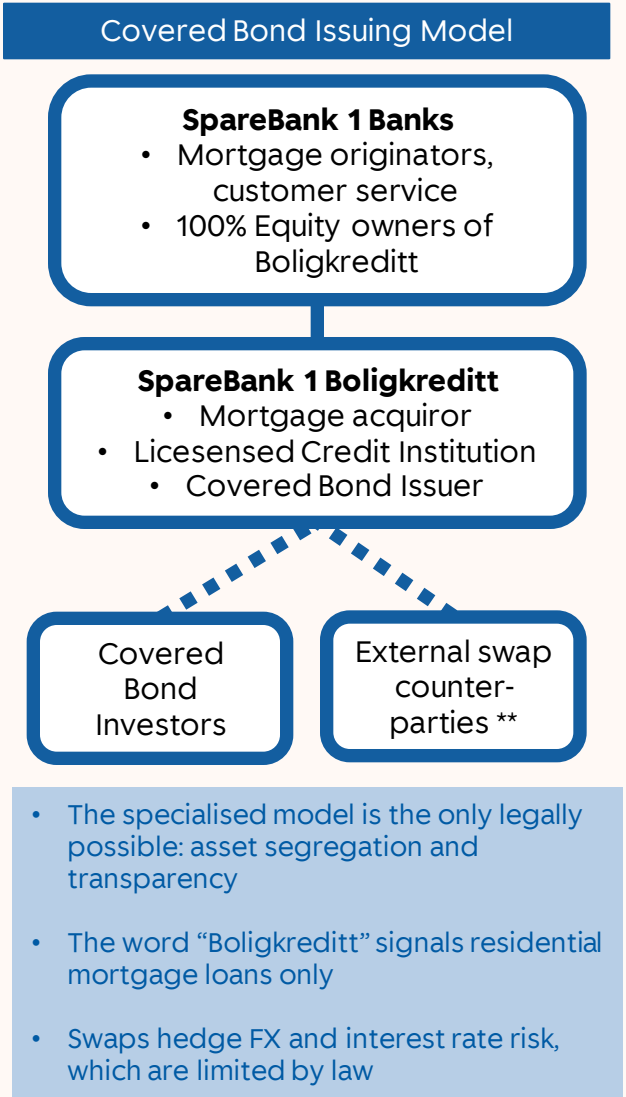 Covered Bond Issuing Model
SpareBank 1 Banks
• Mortgage originators,
customer service
• 100% Equity owners of
Boligkreditt
SpareBank 1 Boligkreditt
• Mortgage acquiror
• Licesensed Credit Institution
• Covered Bond Issuer
Covered
Bond
Investors
External swap
counter-
parties **
• The specialised model is the only legally
possible: asset segregation and
transparency
• The word “Boligkreditt” signals residential
mortgage loans only
• Swaps hedge FX and interest rate risk,
which are limited by law